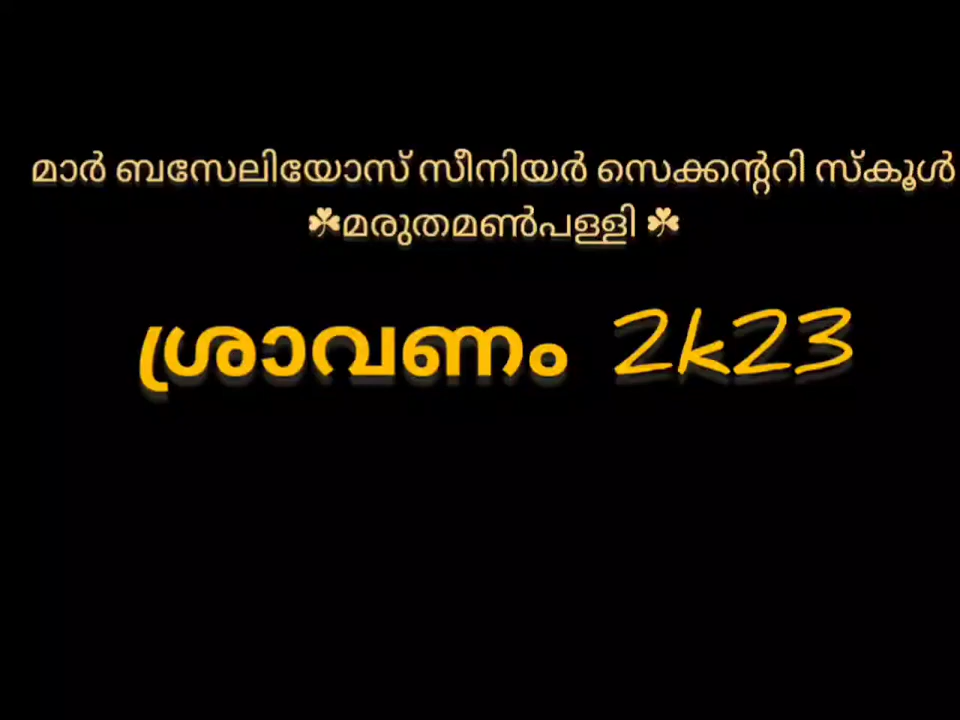 മാർ ബസേലിയോസ് സീനിയർ സെക്കന്ററി സ്കൂൾ
☘മരുതമൺപള്ളി ☘
ശ്രാവണം 2k23